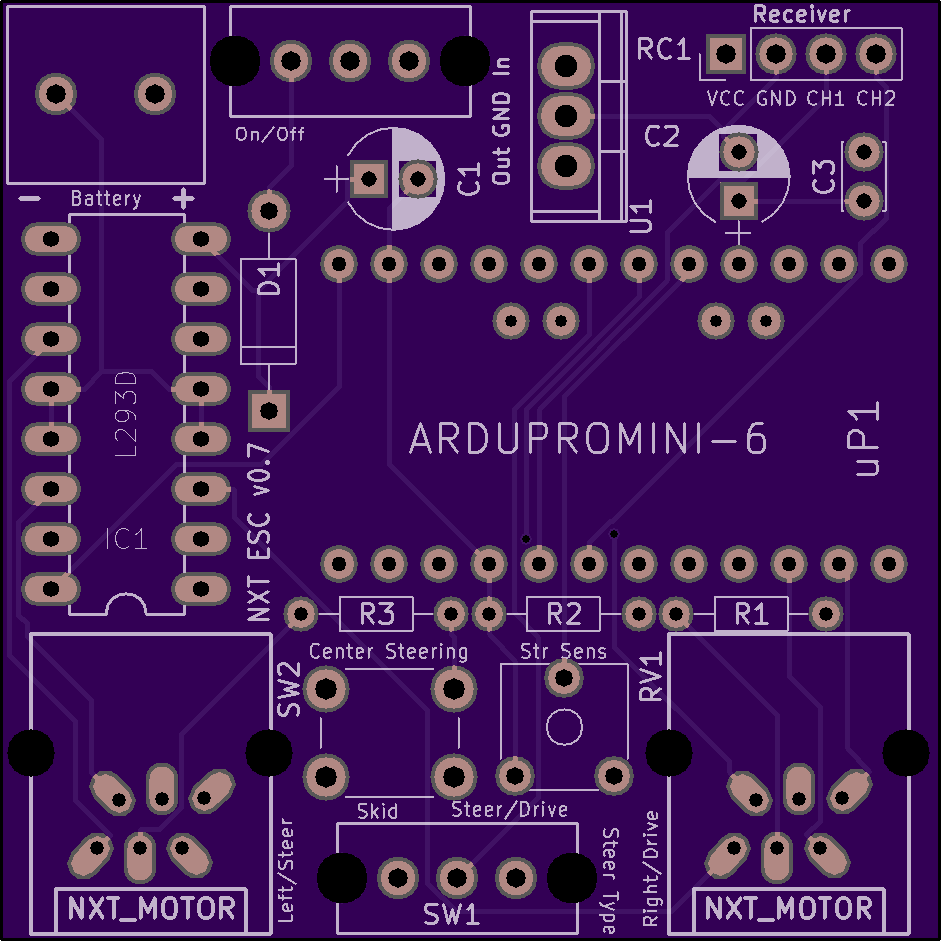 Receiver
RC1
VCC GND CH1 CH2
On/Off
Out GND In
C2
C1
C3
U1
− Battery +
D1
L293D
ARDUPROMINI-6
uP1
NXT ESC v0.7
IC1
R3
R2
R1
Center Steering
Str Sens
SW2
RV1
Skid
Steer/Drive
Left/Steer
Steer Type
Right/Drive
NXT_MOTOR
SW1
NXT_MOTOR